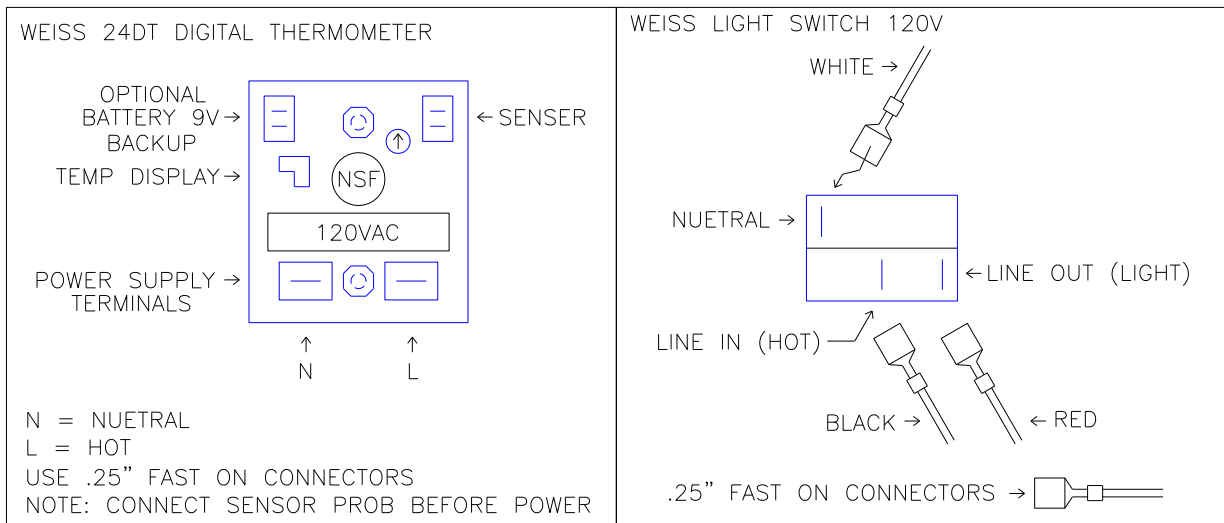 WEISS 24DT DIGITAL THERMOMETER
OPTIONAL
BATTERY 9V
BACKUP
SENSER
TEMP DISPLAY
NSF
120VAC
POWER SUPPLY
TERMINALS
N
L
N = NUETRAL
L = HOT
USE .25” FAST ON CONNECTORS
NOTE: CONNECT SENSOR PROB BEFORE POWER
WEISS LIGHT SWITCH 120V
WHITE
NUETRAL
LINE OUT (LIGHT)
LINE IN (HOT)
BLACK
RED
.25” FAST ON CONNECTORS